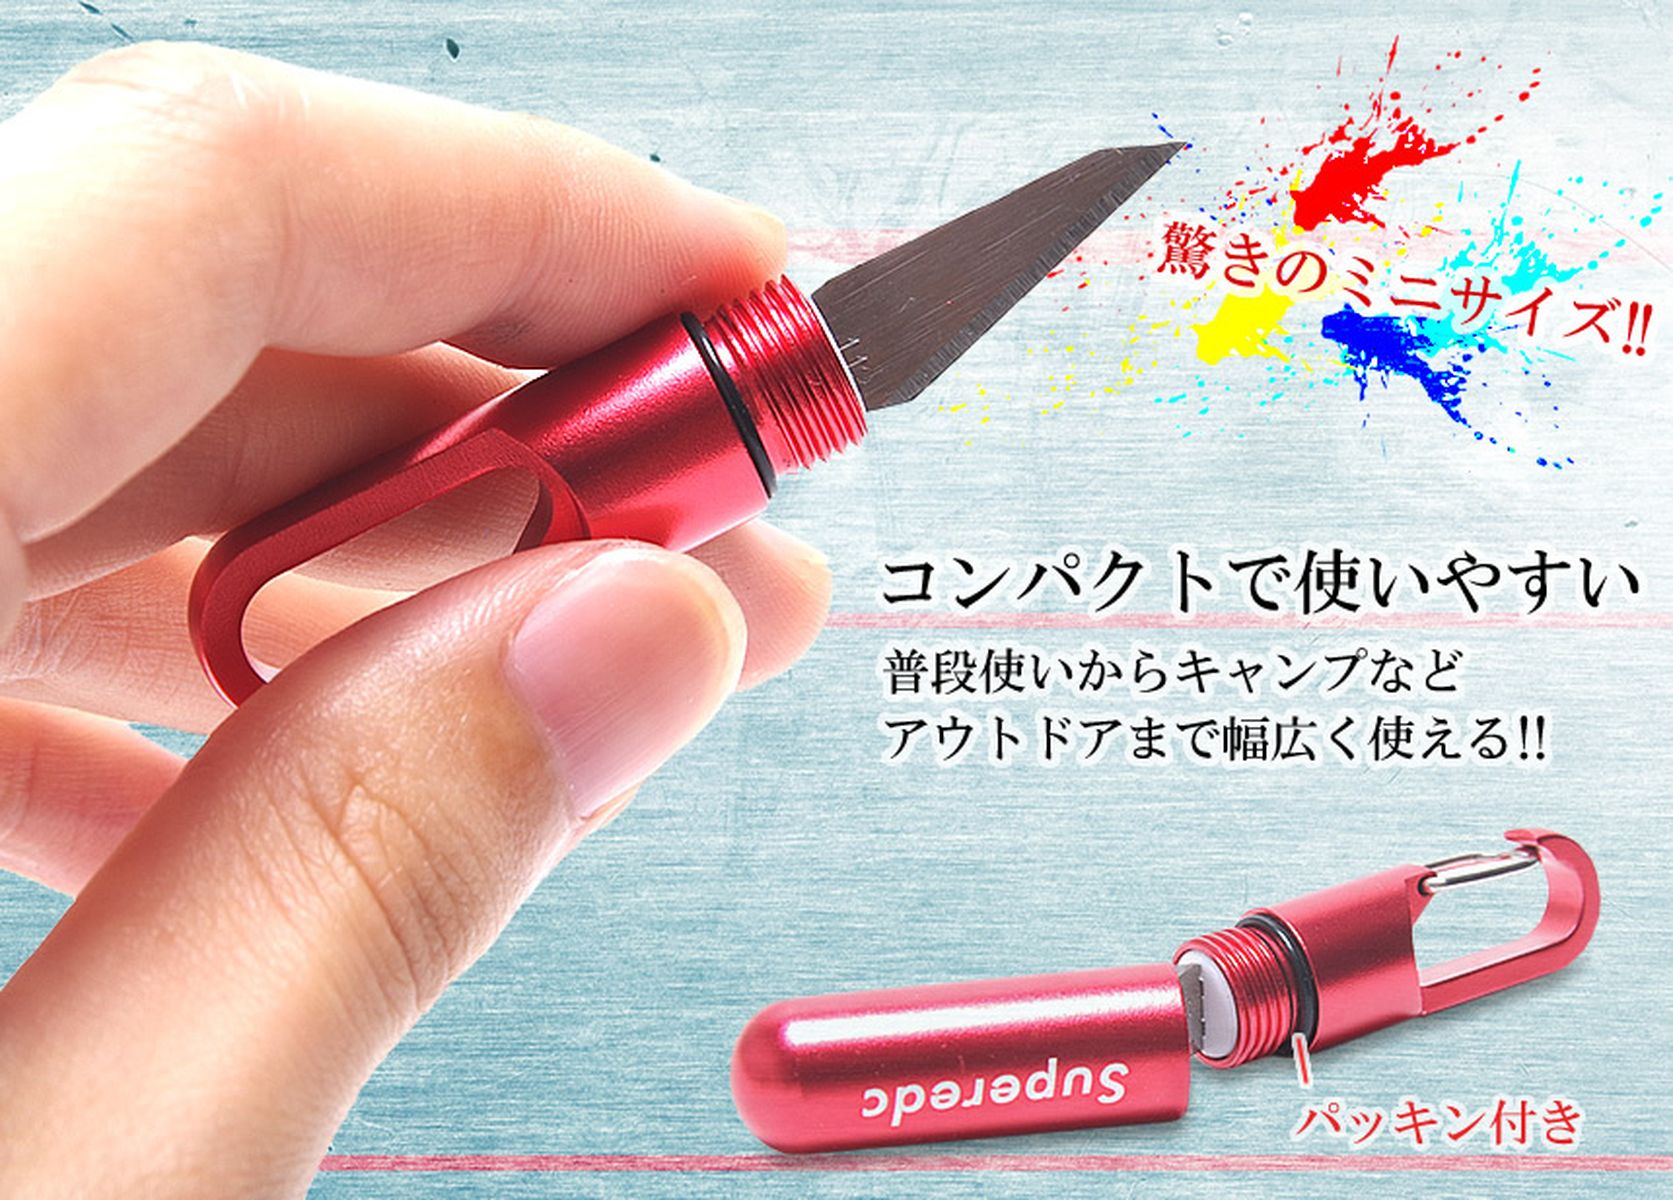 驚きのミニサイズ!!
コンパクトで使いやすい
普段使いからキャンプなど
アウトドアまで幅広く使える!!
Superedc
パッキン付き